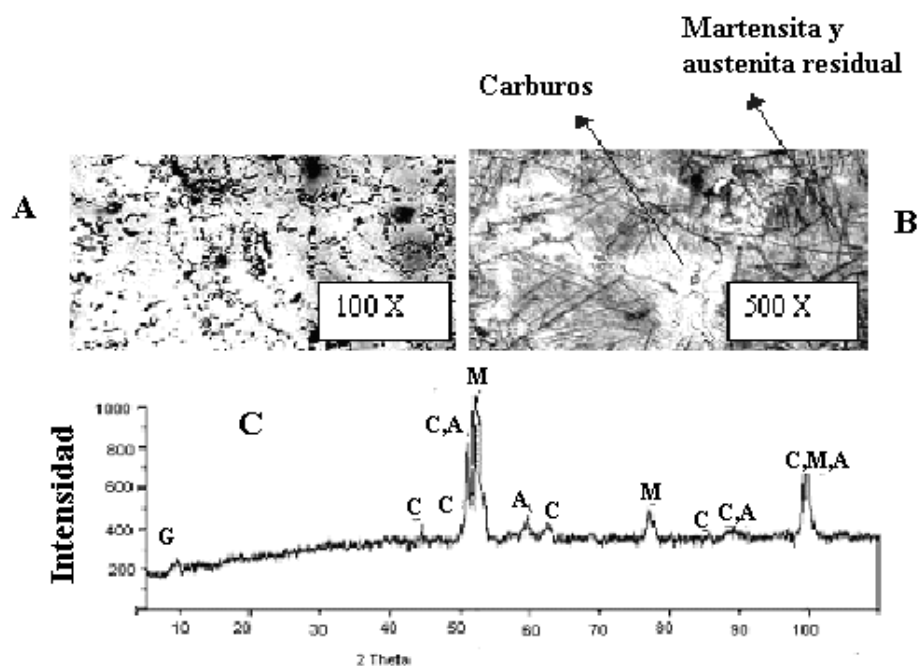 Martensita y
austenita residual
Carburos
A
B
100 X
500 X
M
1000
C
C,A
800
C,M,A
600
M
A
C
C
C
C
C,A
400
G
200
0
Intensidad
10 20 30 40 50 60 70 80 90 100
2 Theta